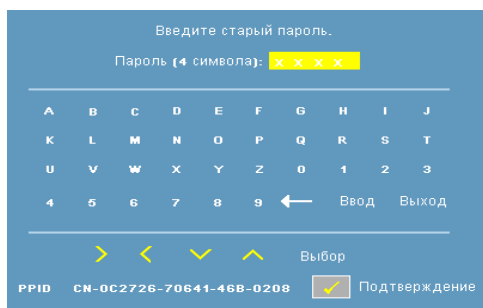 Введите старый пароль.
Пароль (4 символа): x x x x
A B C D E F G H I J
K L M N O P Q R S T
U V W X Y Z 0 1 2 3
4 5 6 7 8 9 ← Ввод Выход
> < ﹀ ︿ Выбор
PPID CN-0C2726-70641-46B-0208 ✓ Подтверждение